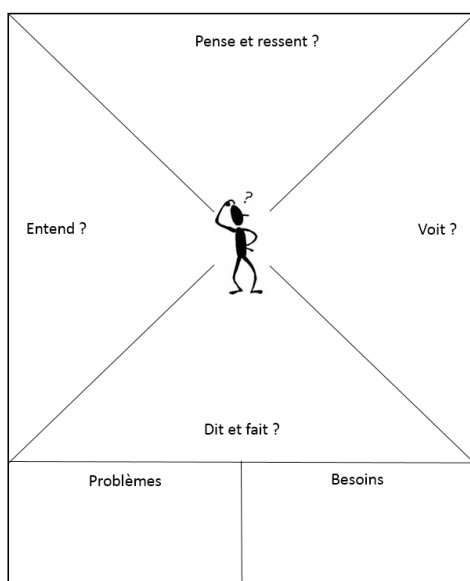 Pense et ressent ?
?
Entend ?
Voit ?
Dit et fait ?
Problèmes
Besoins